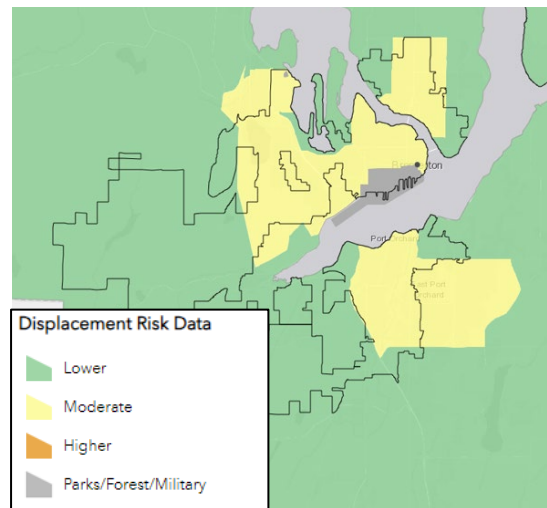 Port Orchard
Displacement Risk Data
Lower
Moderate
Higher
Parks/Forest/Military